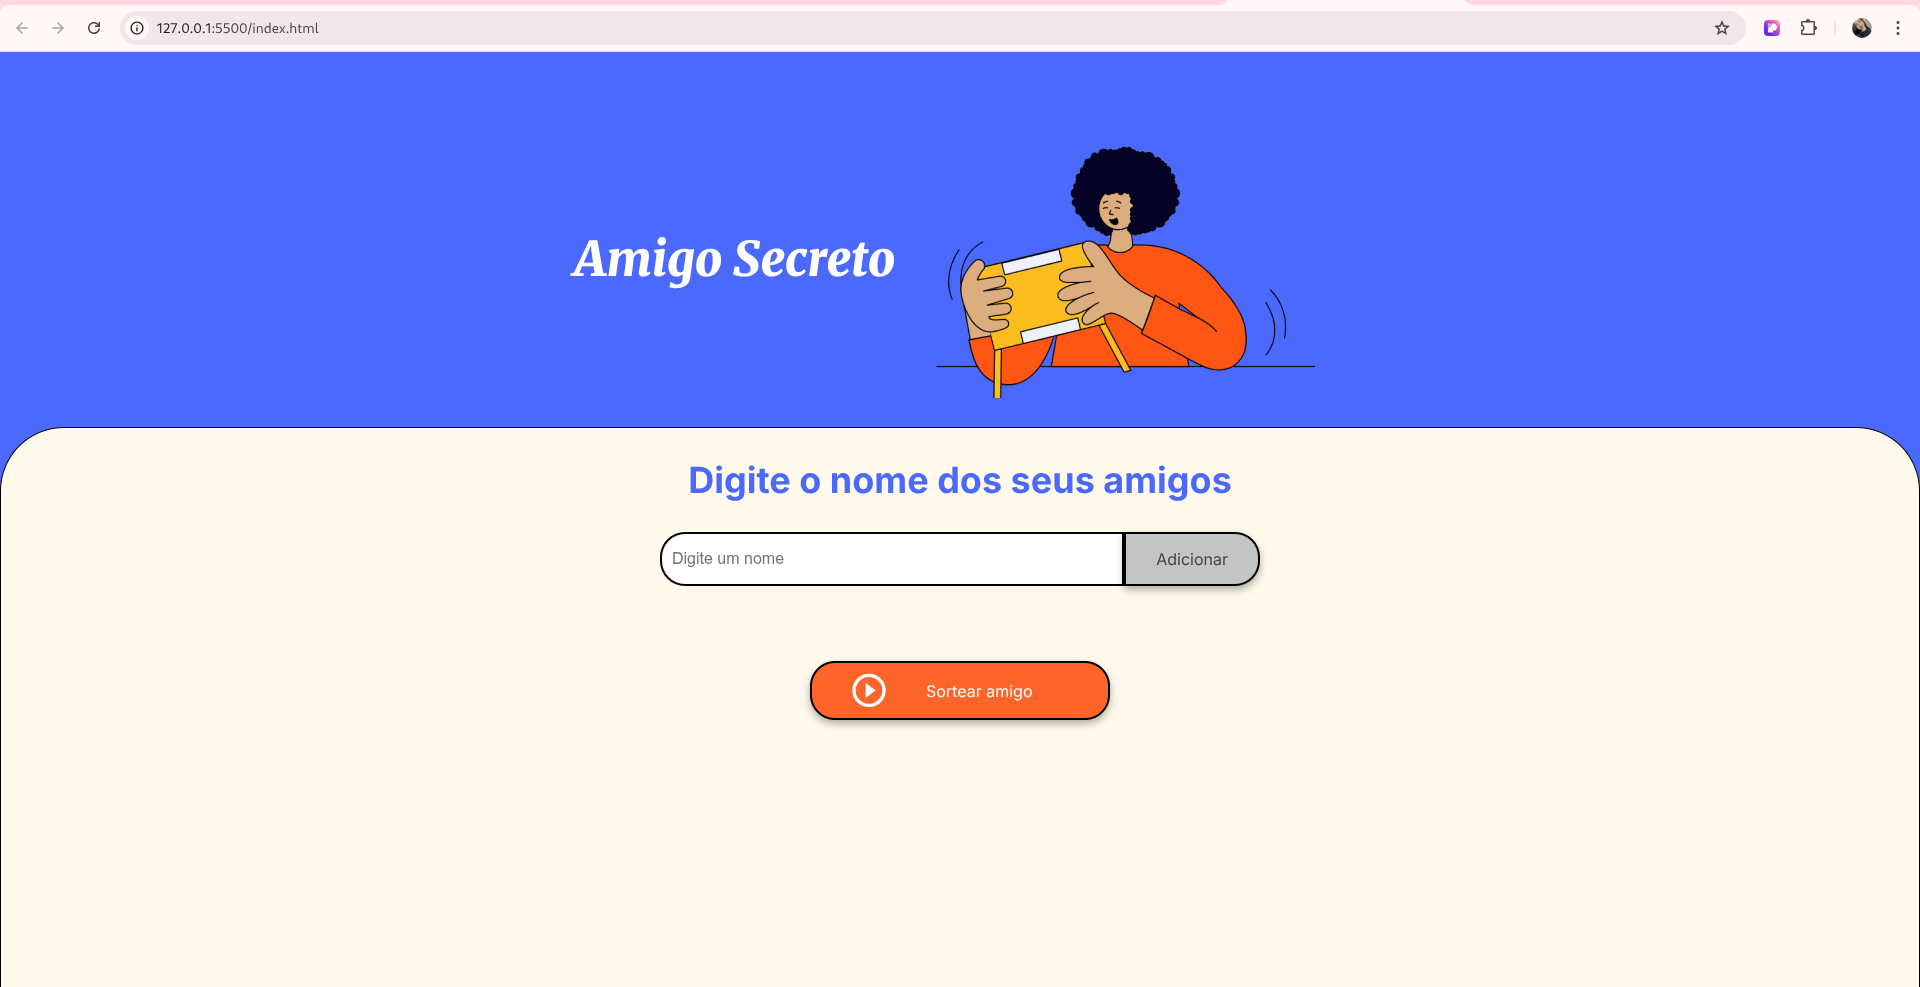 127.0.0.1:5500/index.html
Amigo Secreto
Digite o nome dos seus amigos
Digite um nome
Adicionar
Sortear amigo